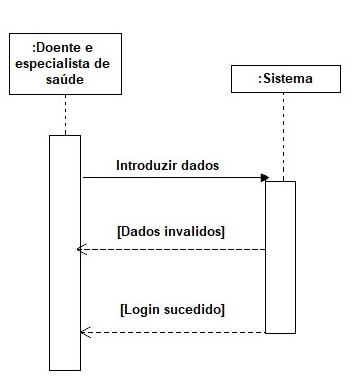 :Doente e
especialista de
saúde
:Sistema
Introduzir dados
[Dados invalidos]
[Login sucedido]